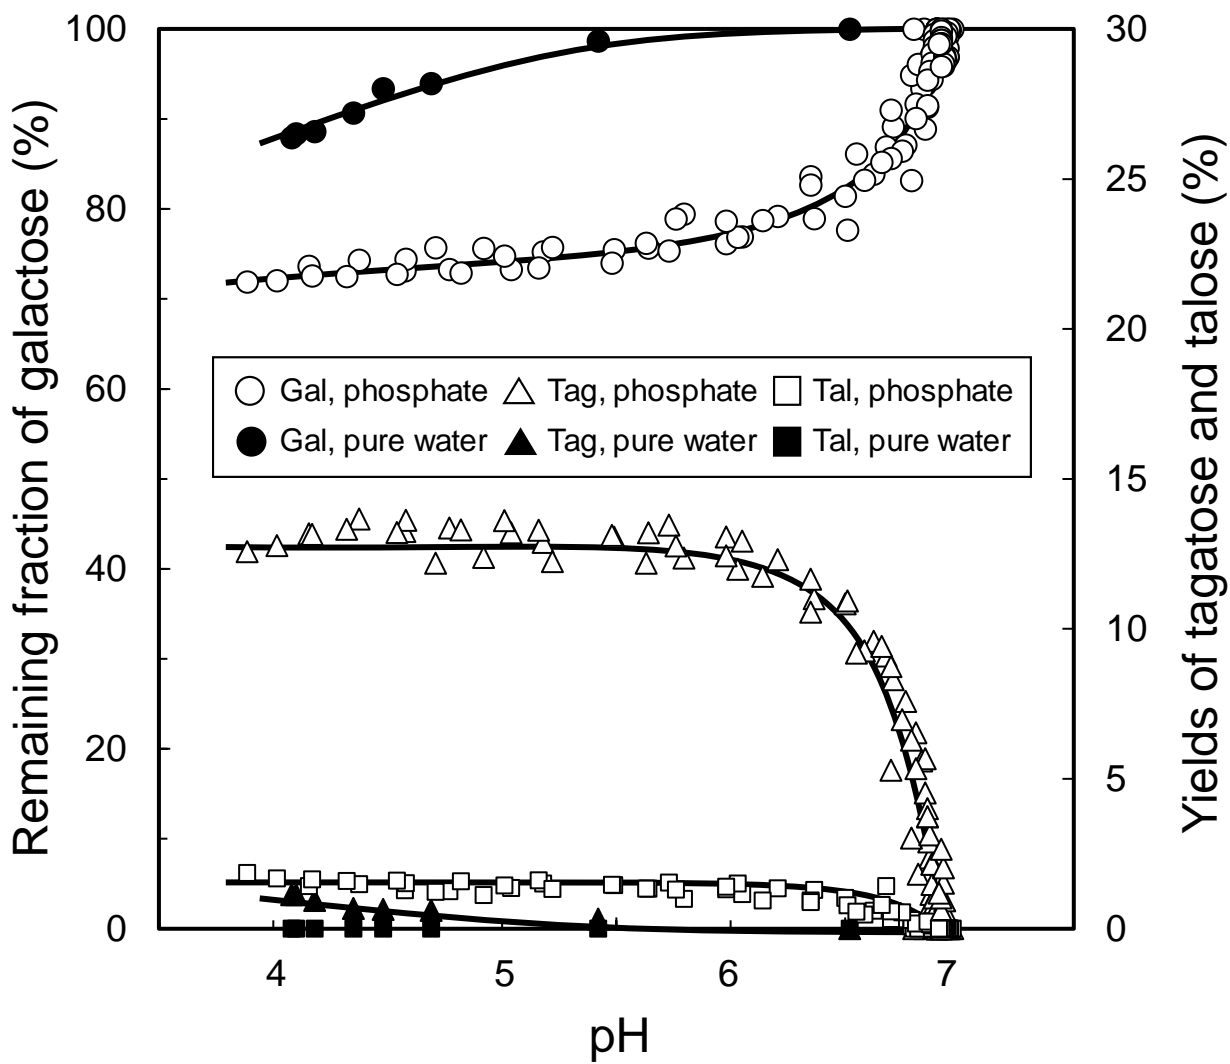 Remaining fraction of galactose (%)
100
80
60
40
20
0
30
25
20
15
10
5
0
Yields of tagatose and talose (%)
Gal, phosphate Tag, phosphate Tal, phosphate
Gal, pure water Tag, pure water Tal, pure water
4 5 6 7
pH